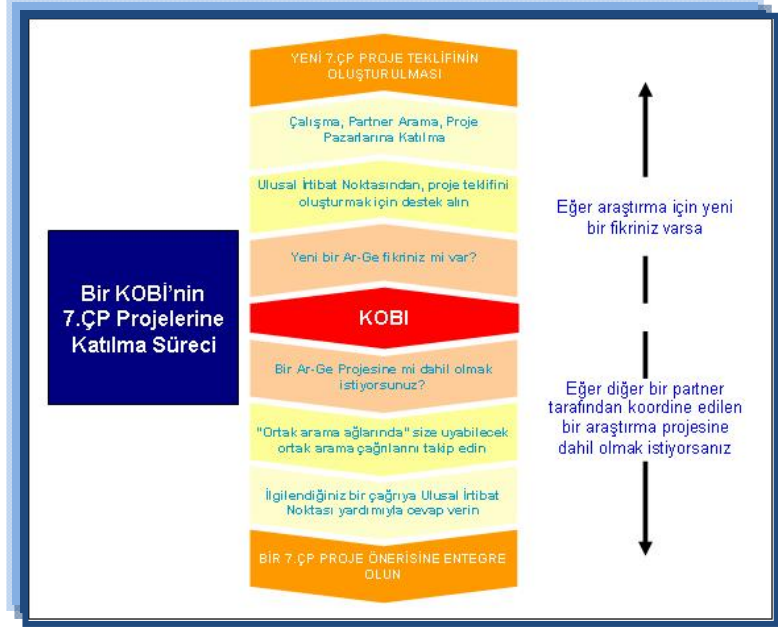 YENİ 7.ÇP PROJE TEKLİFİNİN
OLUŞTURULMASI
Çalışma, Partner Arama, Proje
Pazarlarına Katılma
Ulusal İrtibat Noktasından, proje teklifini
oluşturmak için destek alın
Yeni bir Ar-Ge fikriniz mi var?
Bir KOBİ'nin
7.ÇP Projelerine
Katılma Süreci
KOBI
Bir Ar-Ge Projesine mi dahil olmak
istiyorsunuz?
"Ortak arama ağlarında" size uyabilecek
ortak arama çağrılarını takip edin
İlgilendiğiniz bir çağrıya Ulusal İrtibat
Noktası yardımıyla cevap verin
BİR 7.ÇP PROJE ÖNERİSİNE ENTEGRE
OLUN
Eğer araştırma için yeni
bir fikriniz varsa
Eğer diğer bir partner
tarafından koordine edilen
bir araştırma projesine
dahil olmak istiyorsanız